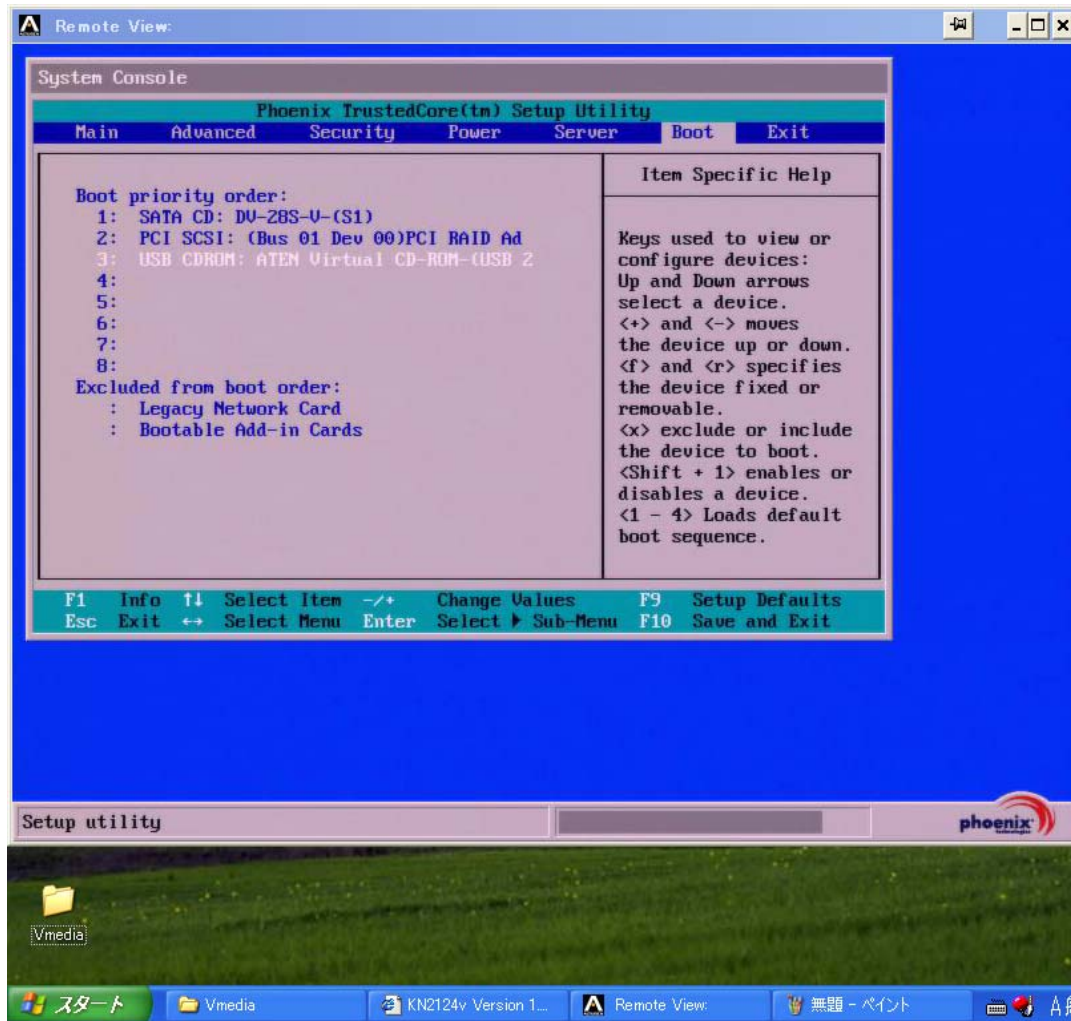 Remote View:
System Console
Phoenix TrustedCore(tm) Setup Utility
Main Advanced Security Power Server Boot Exit
Boot priority order:
1: SATA CD: DV-28S-V-(S1)
2: PCI SCSI: (Bus 01 Dev 00)PCI RAID Ad
3: USB CDROM: ATEN Virtual CD-ROM-(USB 2
4:
5:
6:
7:
8:
Excluded from boot order:
: Legacy Network Card
: Bootable Add-in Cards
Item Specific Help
Keys used to view or
configure devices:
Up and Down arrows
select a device.
<+> and <-> moves
the device up or down.
<f> and <r> specifies
the device fixed or
removable.
<x> exclude or include
the device to boot.
<Shift + 1> enables or
disables a device.
<1 - 4> Loads default
boot sequence.
F1 Info ↑↓ Select Item -/+ Change Values F9 Setup Defaults
Esc Exit ↔ Select Menu Enter Select ▶ Sub-Menu F10 Save and Exit
Setup utility
phoenix
Vmedia
スタート Vmedia KN2124v Version 1... Remote View: 無題 - ペイント A